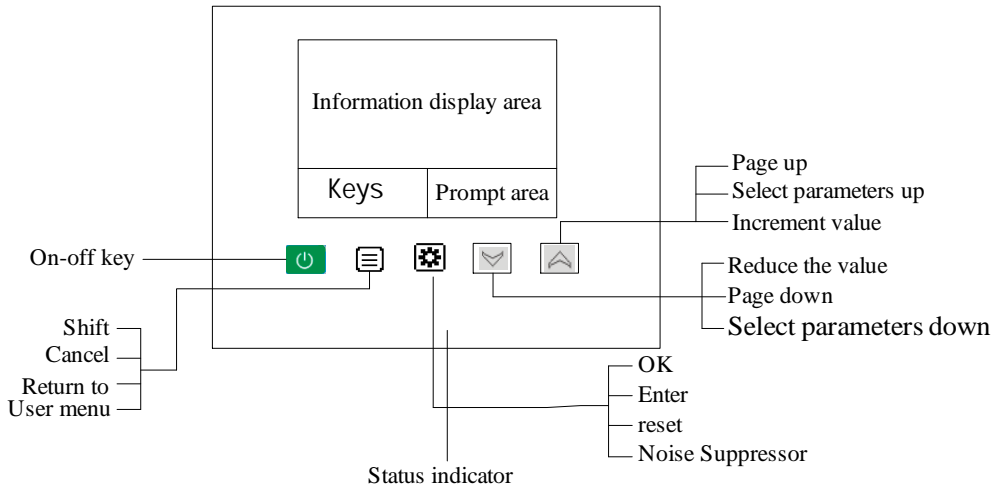 Information display area
Keys
Prompt area
Page up
Select parameters up
Increment value
On-off key
Reduce the value
Page down
Select parameters down
Shift
Cancel
Return to
User menu
OK
Enter
reset
Noise Suppressor
Status indicator